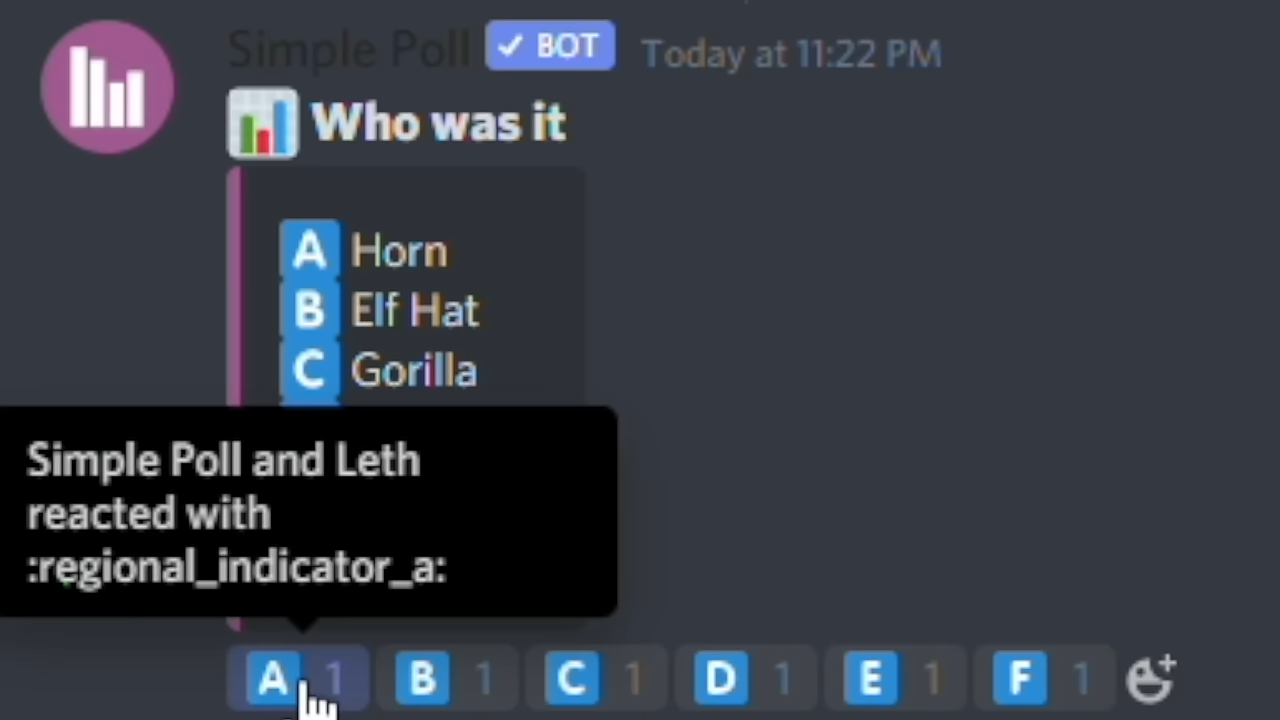 Simple Poll ✓ BOT Today at 11:22 PM
Who was it
A Horn
B Elf Hat
C Gorilla
Simple Poll and Leth
reacted with
:regional_indicator_a:
A 1 B 1 C 1 D 1 E 1 F 1